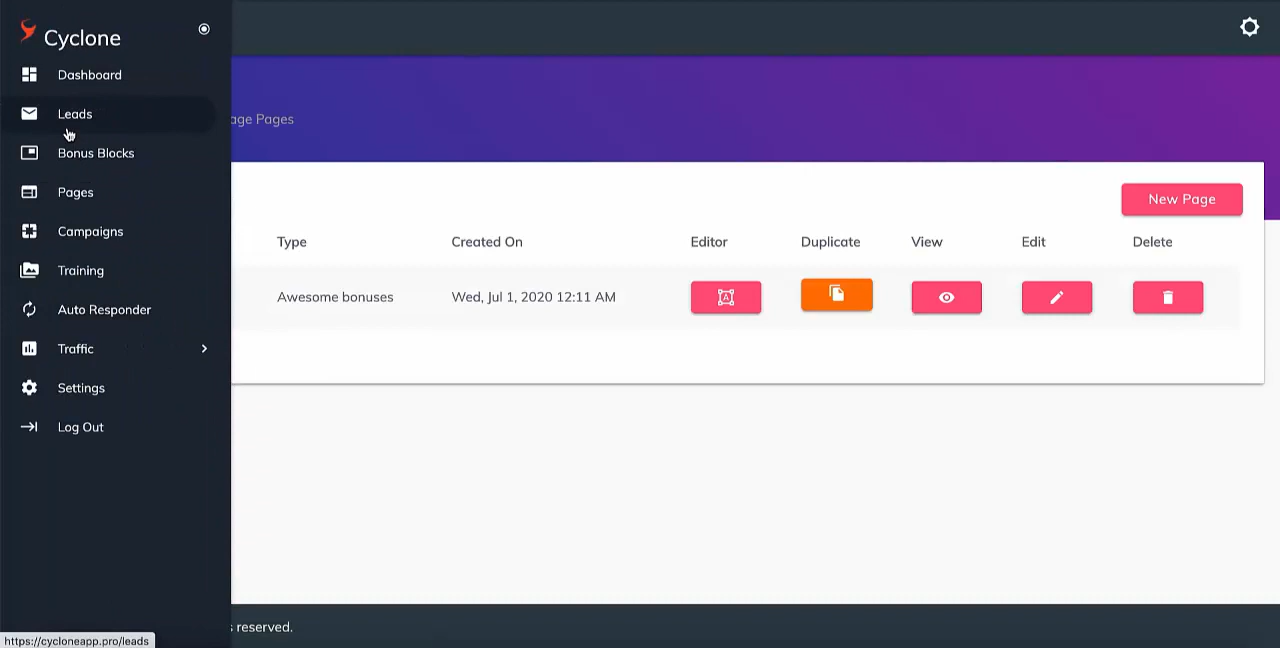 Cyclone
Dashboard
Leads
Bonus Blocks
Pages
Campaigns
Training
Auto Responder
Traffic
Settings
Log Out
Pages
New Page
Type Created On Editor Duplicate View Edit Delete
Awesome bonuses Wed, Jul 1, 2020 12:11 AM
reserved.
https://cycloneapp.pro/leads